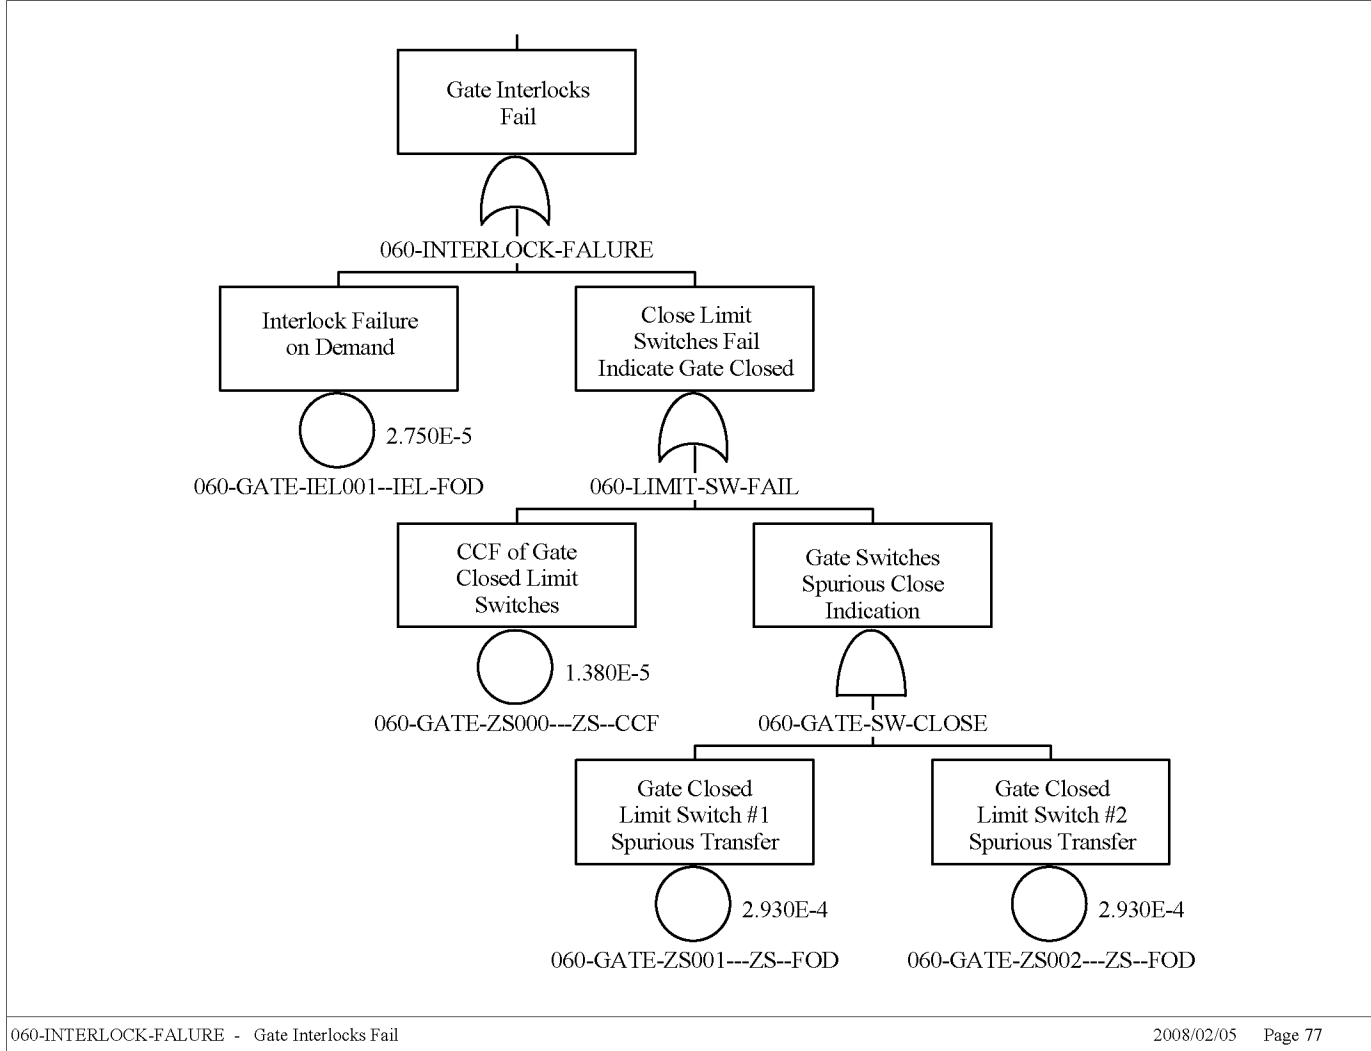 Gate Interlocks
Fail
060-INTERLOCK-FALURE
Interlock Failure
on Demand
2.750E-5
060-GATE-IEL001--IEL-FOD
Close Limit
Switches Fail
Indicate Gate Closed
060-LIMIT-SW-FAIL
CCF of Gate
Closed Limit
Switches
1.380E-5
060-GATE-ZS000---ZS--CCF
Gate Switches
Spurious Close
Indication
060-GATE-SW-CLOSE
Gate Closed
Limit Switch #1
Spurious Transfer
2.930E-4
060-GATE-ZS001---ZS--FOD
Gate Closed
Limit Switch #2
Spurious Transfer
2.930E-4
060-GATE-ZS002---ZS--FOD
060-INTERLOCK-FALURE - Gate Interlocks Fail
2008/02/05 Page 77